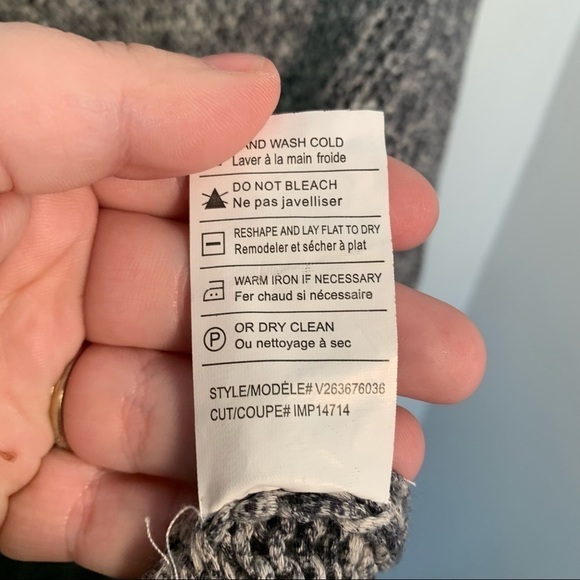 WASH COLD
Laver à la main froide
DO NOT BLEACH
Ne pas javelliser
RESHAPE AND LAY FLAT TO DRY
Remodeler et sécher à plat
WARM IRON IF NECESSARY
Fer chaud si nécessaire
P
OR DRY CLEAN
Ou nettoyage à sec
STYLE/MODÈLE# V263676036
CUT/COUPE# IMP14714